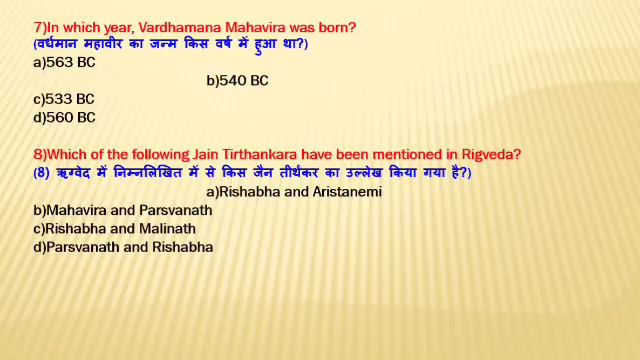 7)In which year, Vardhamana Mahavira was born?
(वर्धमान महावीर का जन्म किस वर्ष में हुआ था?)
a)563 BC
b)540 BC
c)533 BC
d)560 BC
8)Which of the following Jain Tirthankara have been mentioned in Rigveda?
(8) ऋग्वेद में निम्नलिखित में से किस जैन तीर्थंकर का उल्लेख किया गया है?)
a)Rishabha and Aristanemi
b)Mahavira and Parsvanath
c)Rishabha and Malinath
d)Parsvanath and Rishabha